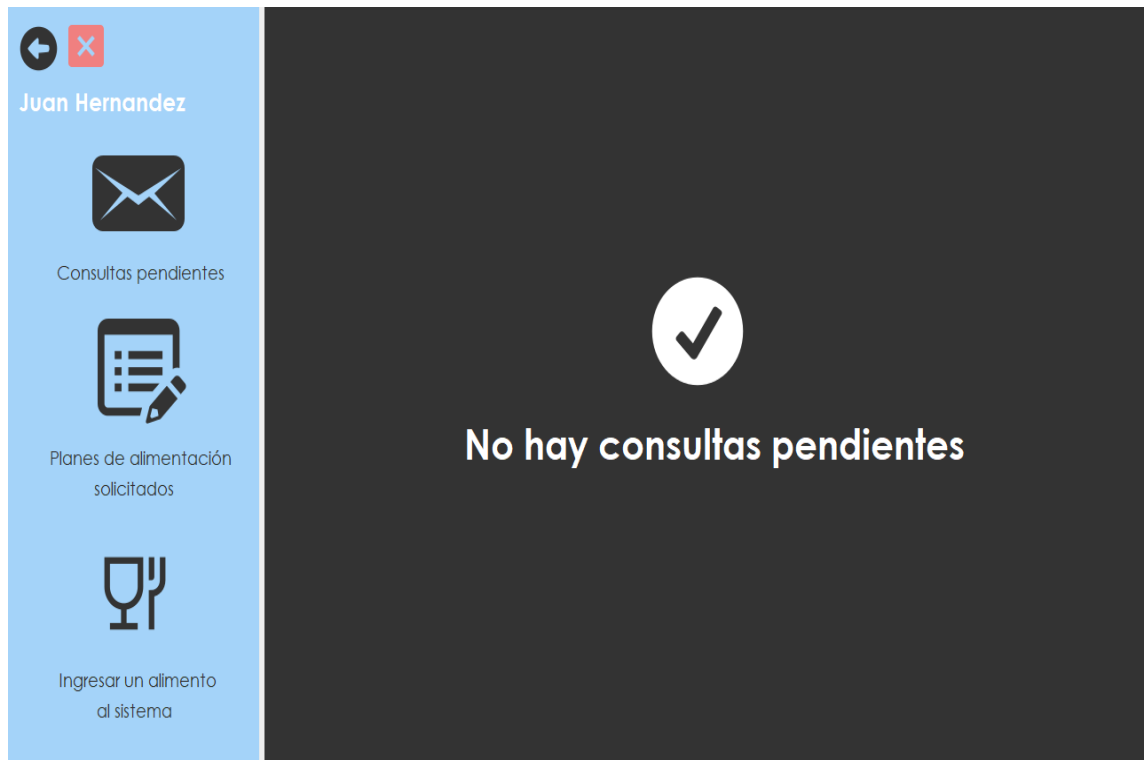 Juan Hernandez
Consultas pendientes
Planes de alimentación
solicitados
Ingresar un alimento
al sistema
No hay consultas pendientes